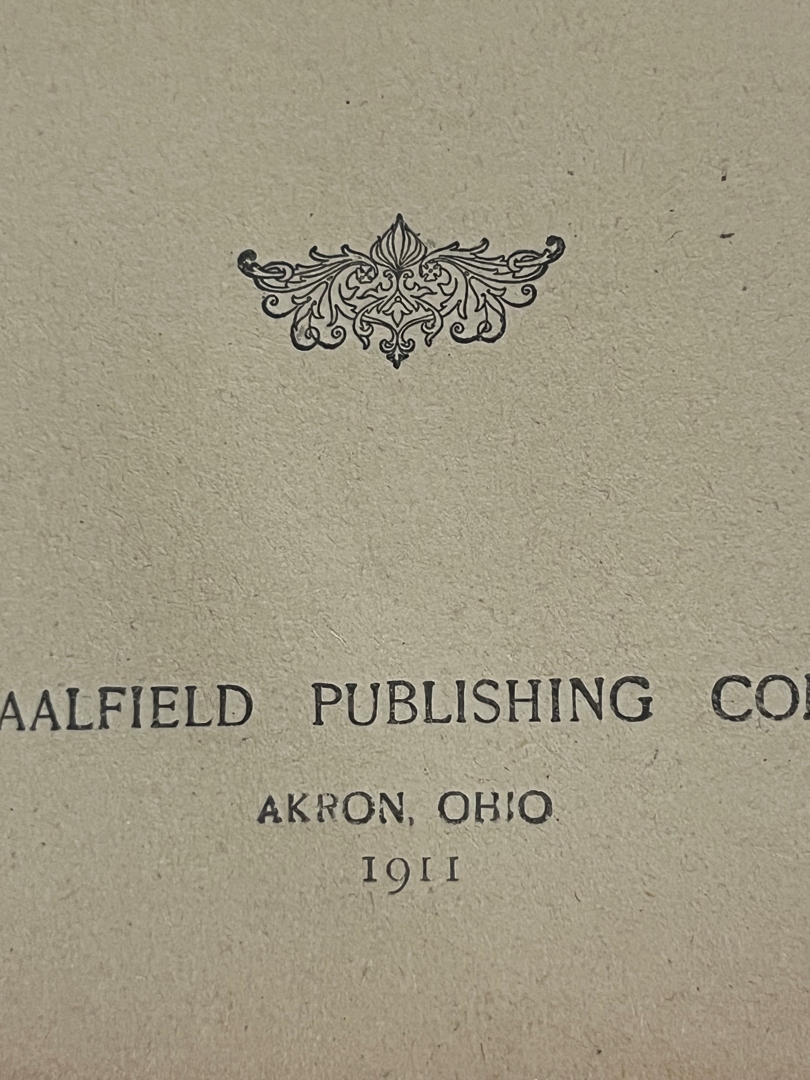 AALFIELD PUBLISHING CO
AKRON, OHIO
1911